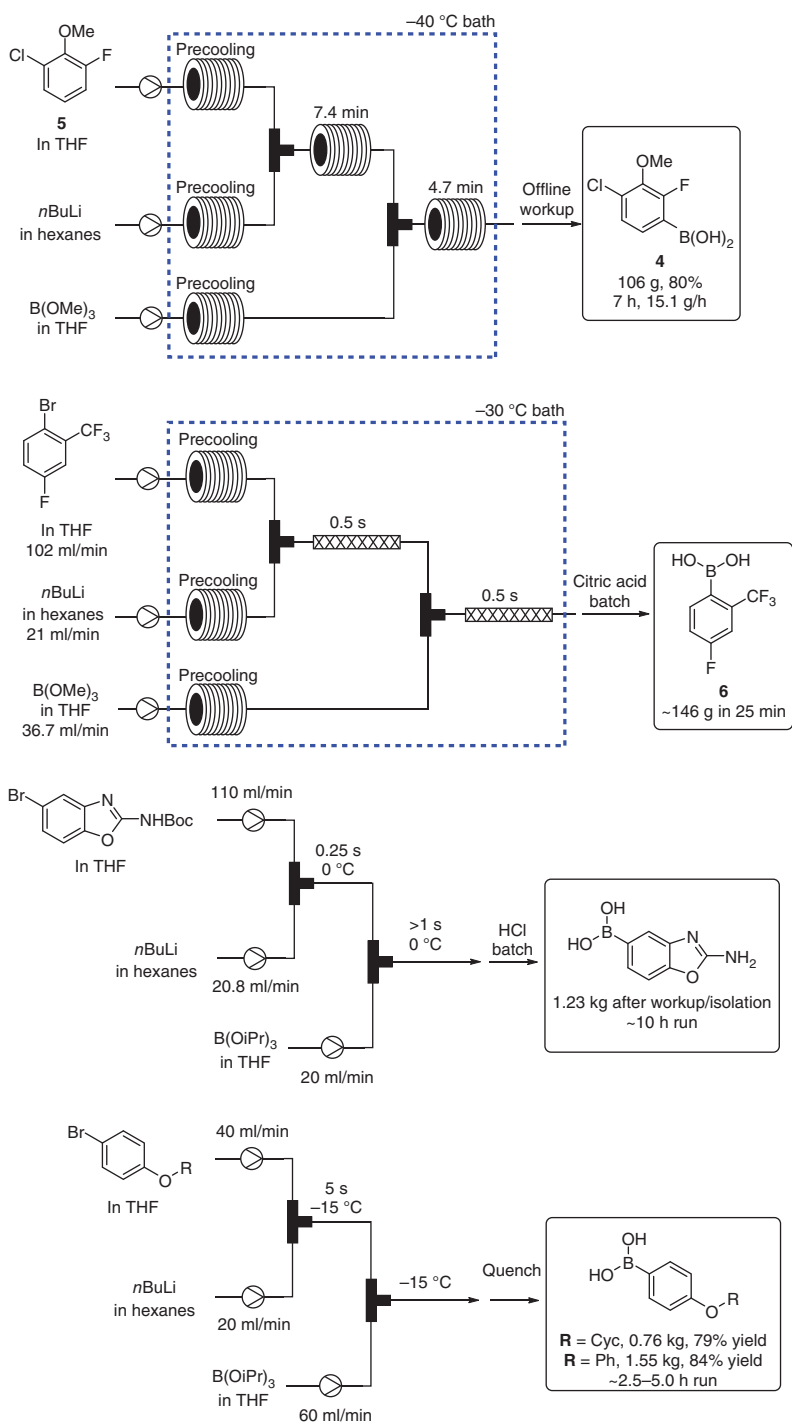 –40 °C bath
OMe
Cl
F
5
In THF
Precooling
7.4 min
nBuLi
in hexanes
Precooling
4.7 min
B(OMe)3
in THF
Precooling
Offline
workup
OMe
Cl
F
B(OH)2
4
106 g, 80%
7 h, 15.1 g/h
–30 °C bath
Br
CF3
F
In THF
102 ml/min
Precooling
0.5 s
nBuLi
in hexanes
21 ml/min
Precooling
0.5 s
B(OMe)3
in THF
36.7 ml/min
Precooling
Citric acid
batch
HO
OH
B
CF3
F
6
~146 g in 25 min
Br
N
O
NHBoc
In THF
110 ml/min
0.25 s
0 °C
nBuLi
in hexanes
20.8 ml/min
>1 s
0 °C
B(OiPr)3
in THF
20 ml/min
HCl
batch
OH
B
HO
N
O
NH2
1.23 kg after workup/isolation
~10 h run
Br
O
R
In THF
40 ml/min
5 s
–15 °C
nBuLi
in hexanes
20 ml/min
–15 °C
B(OiPr)3
in THF
60 ml/min
Quench
OH
B
HO
O
R
R = Cyc, 0.76 kg, 79% yield
R = Ph, 1.55 kg, 84% yield
~2.5–5.0 h run